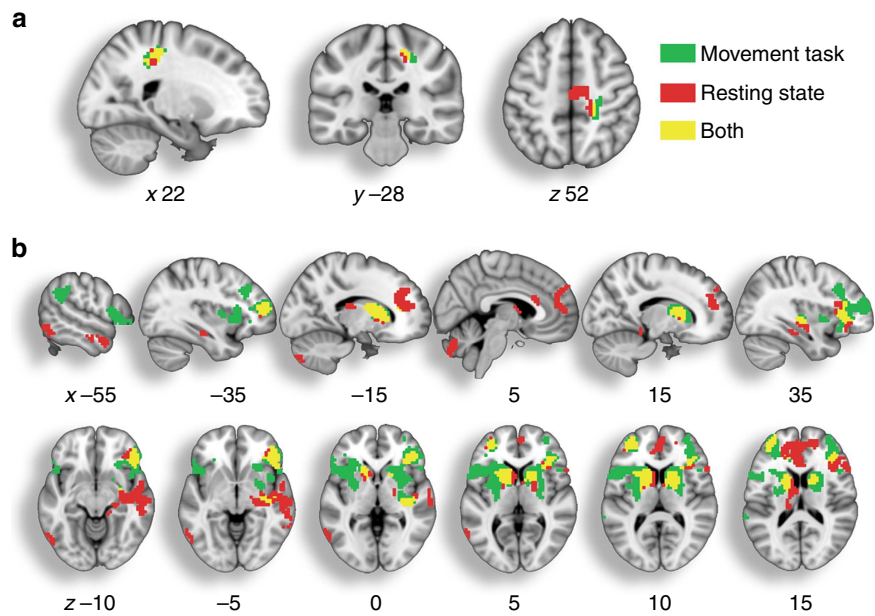 a
Movement task
Resting state
Both
x 22 y –28 z 52
b
x –55 –35 –15 5 15 35
z –10 –5 0 5 10 15